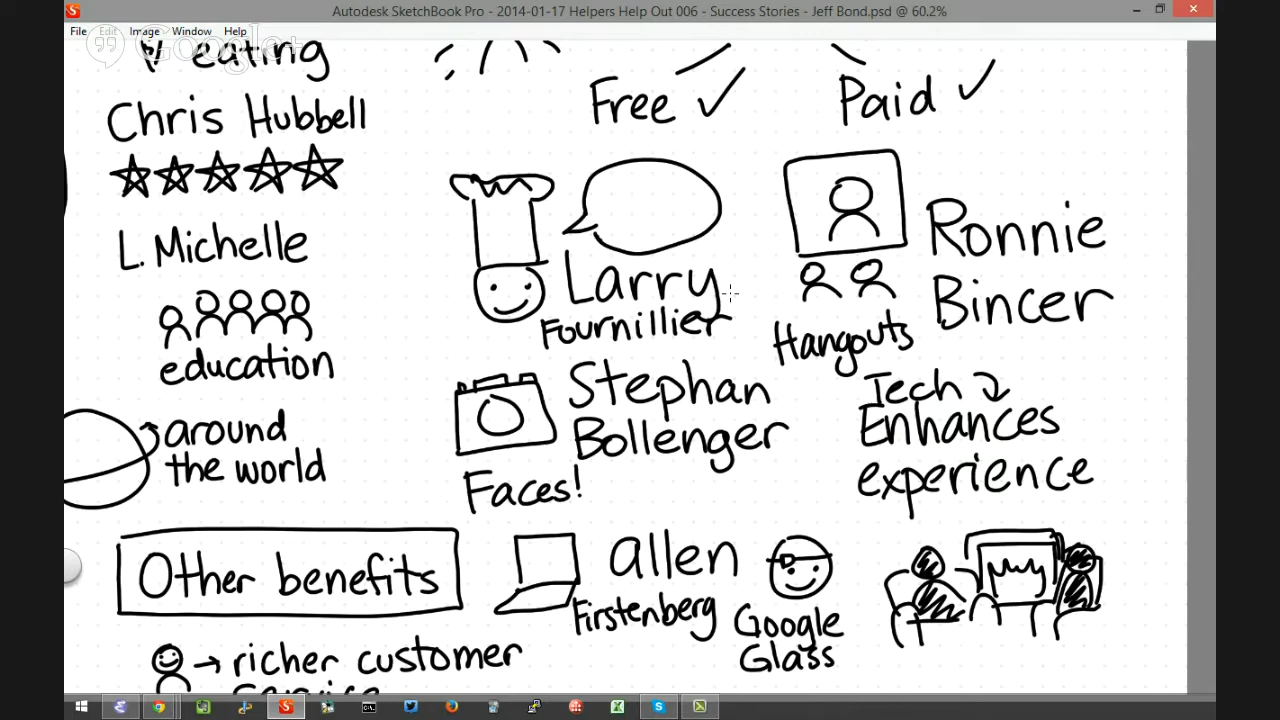 Autodesk SketchBook Pro - 2014-01-17 Helpers Help Out 006 - Success Stories - Jeff Bond.psd @ 60.2%
File Edit Image Window Help
Google+
eating
Chris Hubbell
L. Michelle
education
around
the world
Other benefits
→ richer customer
service
Free ✓
Paid ✓
Larry
Fournillier
Ronnie
Bincer
Hangouts
Stephan
Bollenger
Faces!
Tech
Enhances
experience
allen
Firstenberg
Google
Glass